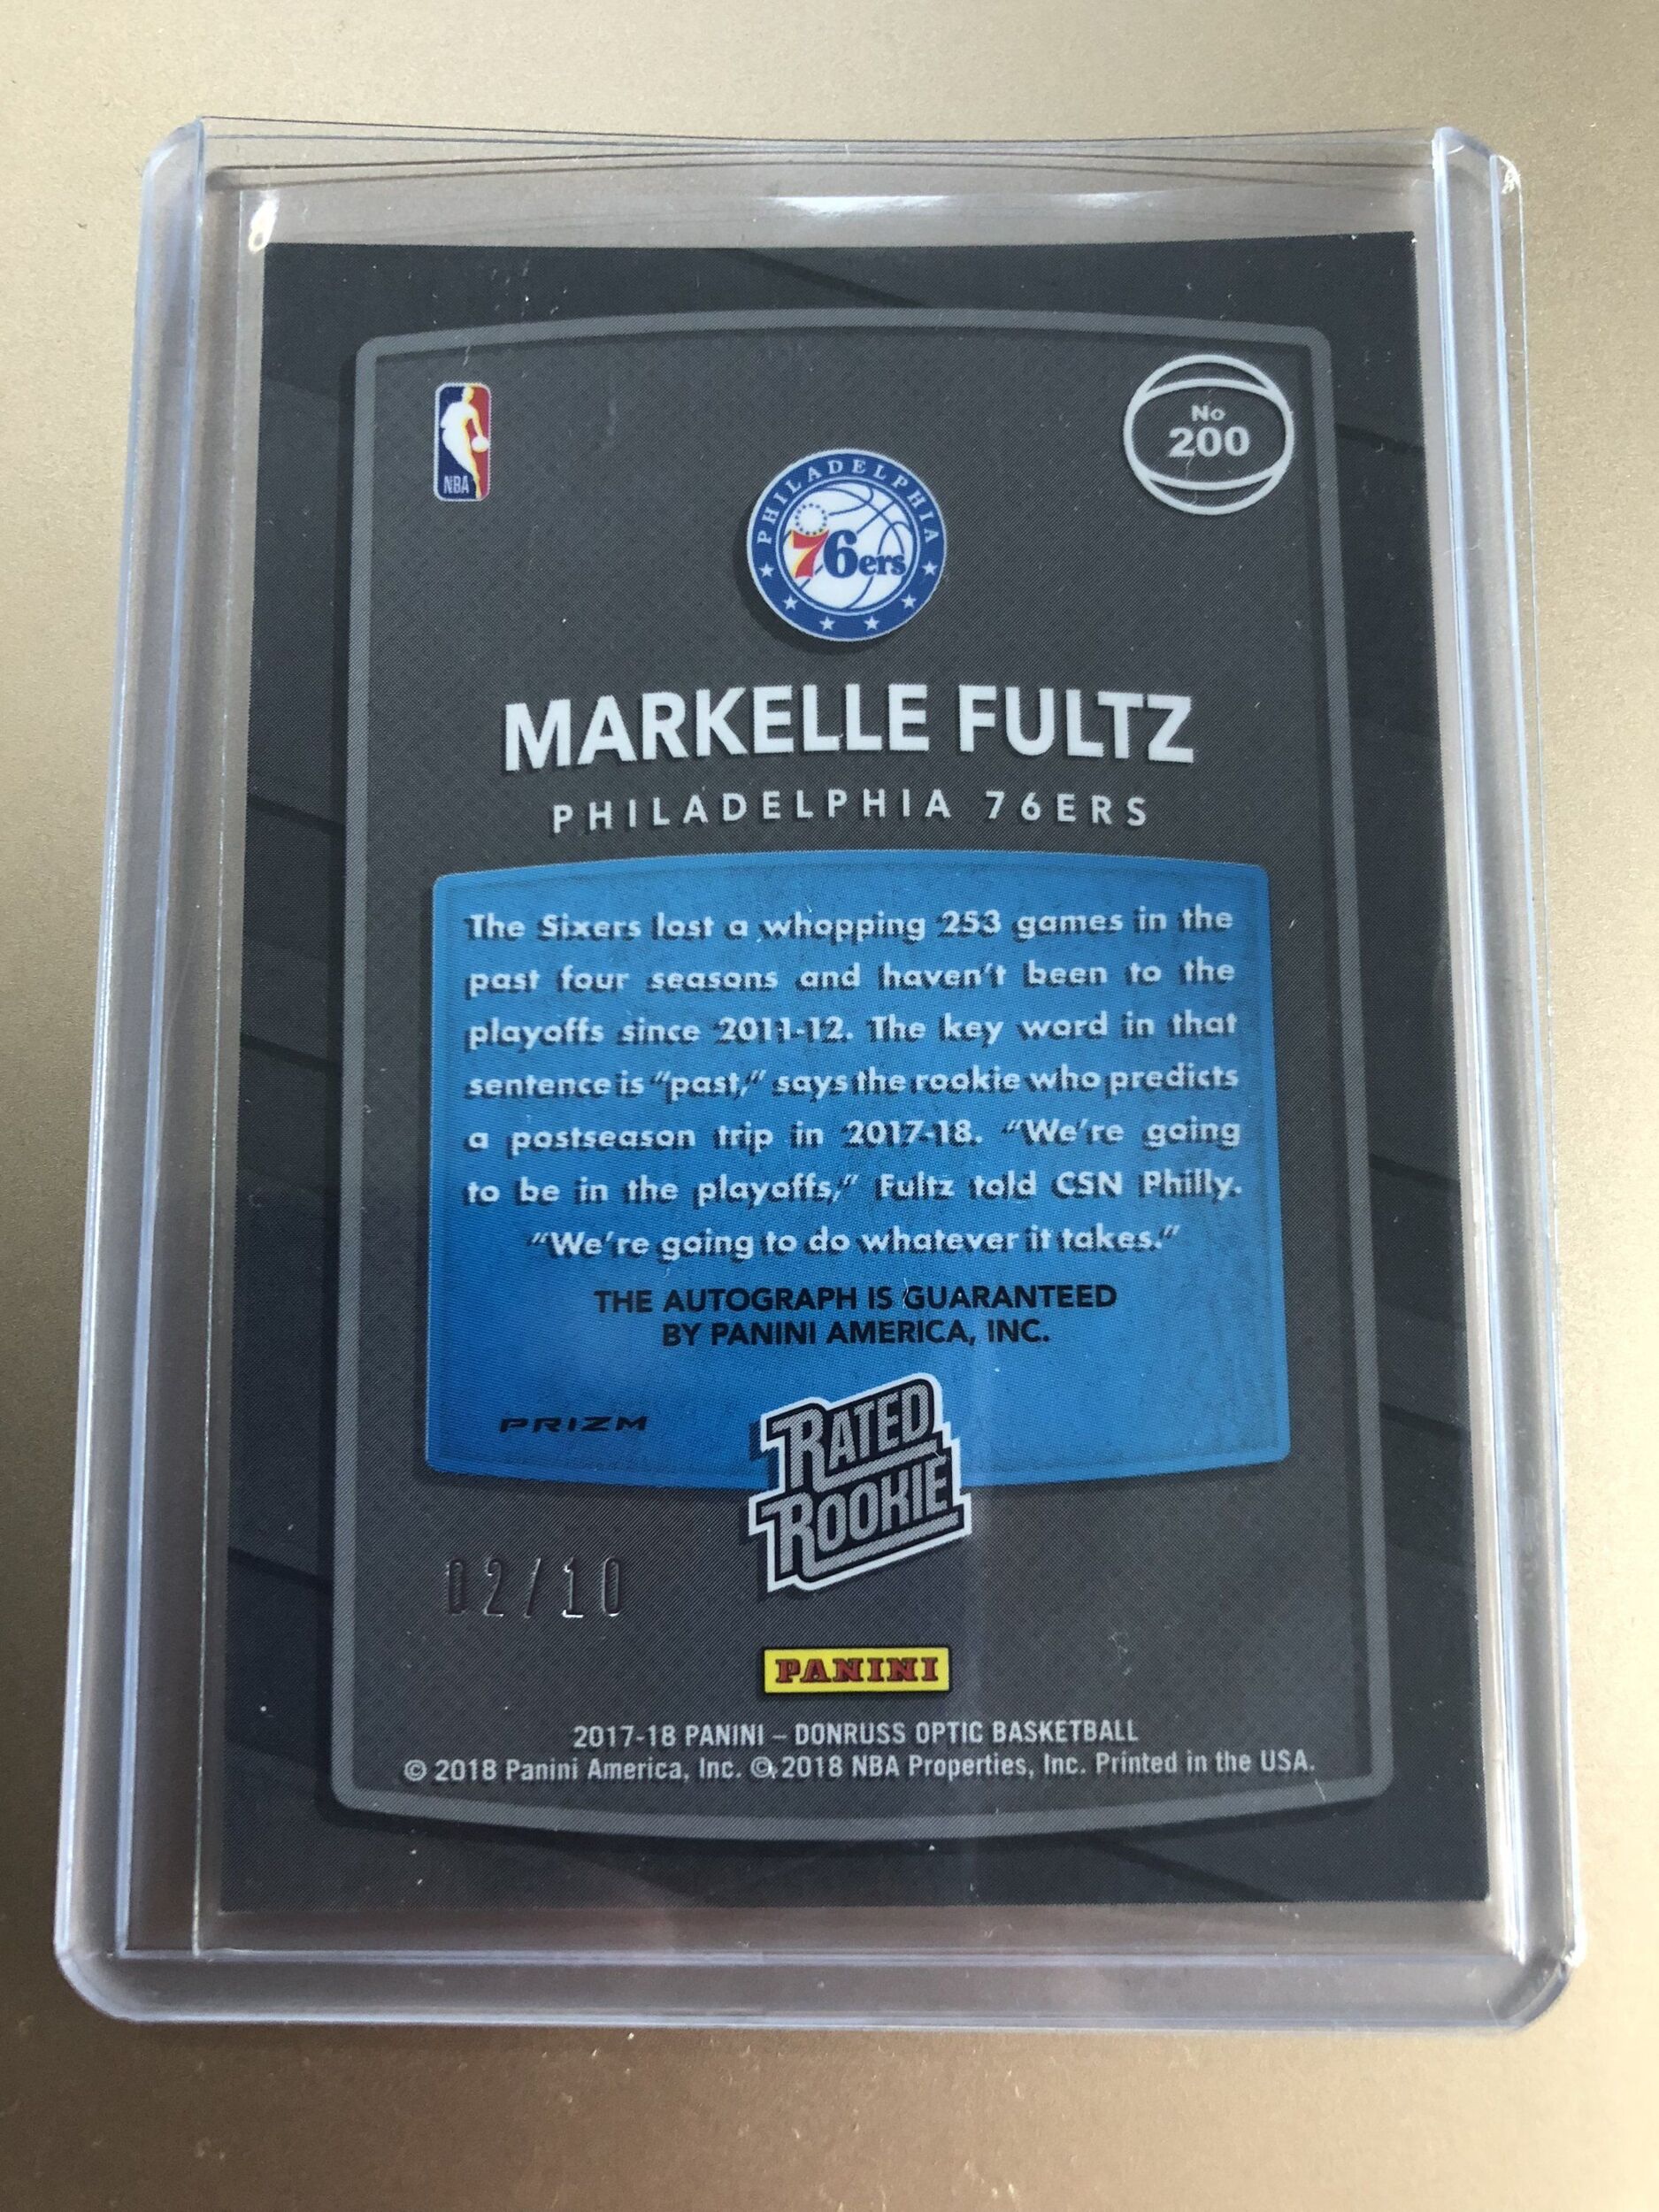 NBA
No
200
PHILADELPHIA
76ers
MARKELLE FULTZ
PHILADELPHIA 76ERS
The Sixers lost a whopping 253 games in the
past four seasons and haven't been to the
playoffs since 2011-12. The key word in that
sentence is "past," says the rookie who predicts
a postseason trip in 2017-18. "We're going
to be in the playoffs," Fultz told CSN Philly.
"We're going to do whatever it takes."
THE AUTOGRAPH IS GUARANTEED
BY PANINI AMERICA, INC.
PRIZM
RATED
ROOKIE
02/10
PANINI
2017-18 PANINI – DONRUSS OPTIC BASKETBALL
© 2018 Panini America, Inc. © 2018 NBA Properties, Inc. Printed in the USA.